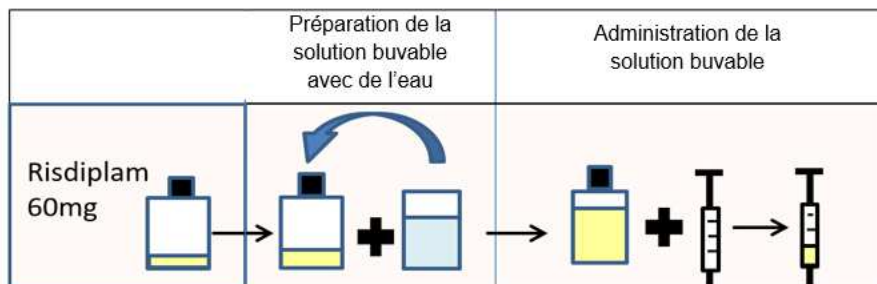 Préparation de la
solution buvable
avec de l’eau
Administration de la
solution buvable
Risdiplam
60mg